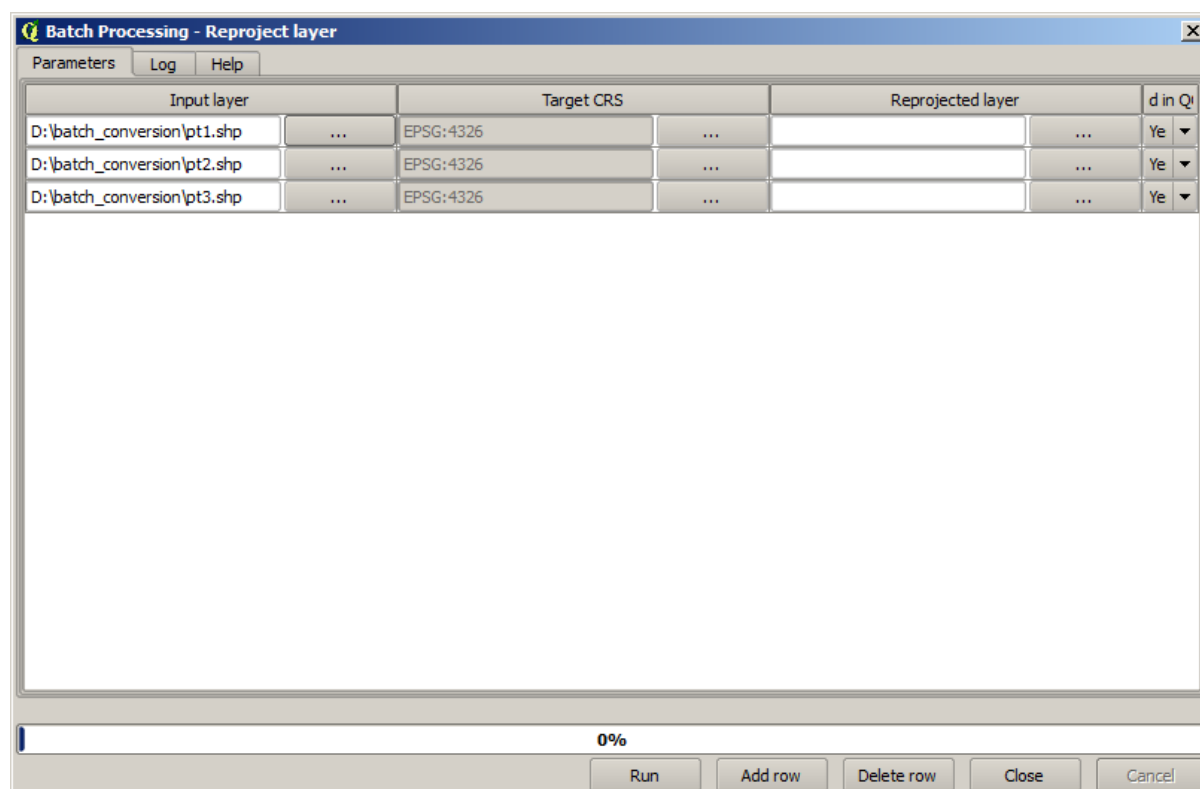 Batch Processing - Reproject layer
Parameters Log Help
Input layer Target CRS Reprojected layer d in Q
D:\batch_conversion\pt1.shp ... EPSG:4326 ... ... Ye
D:\batch_conversion\pt2.shp ... EPSG:4326 ... ... Ye
D:\batch_conversion\pt3.shp ... EPSG:4326 ... ... Ye
0%
Run Add row Delete row Close Cancel